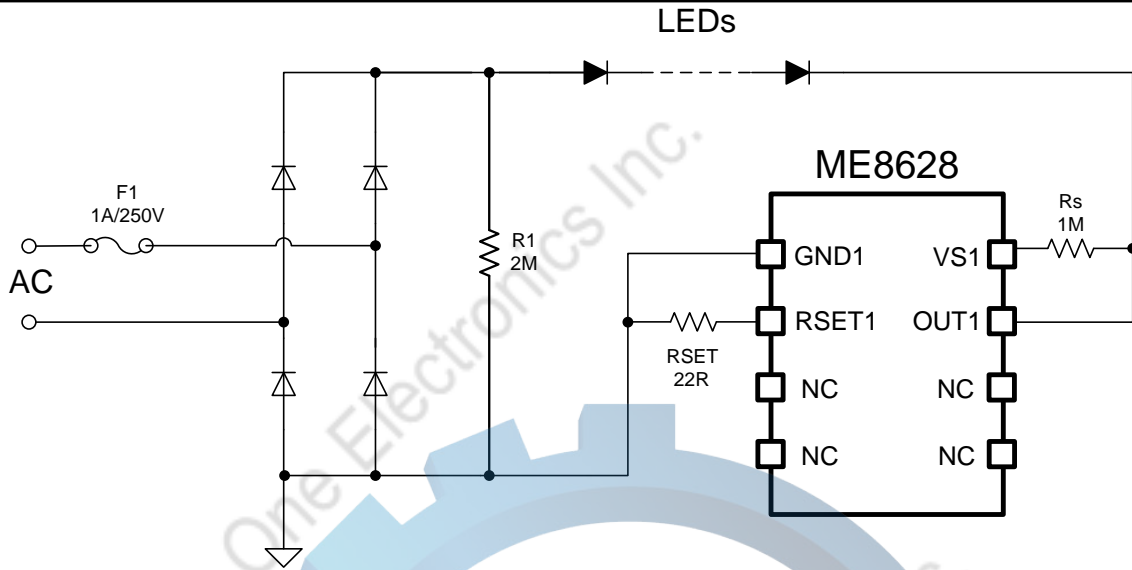 LEDs
ME8628
F1
1A/250V
AC
R1
2M
Rs
1M
GND1
VS1
RSET1
OUT1
RSET
22R
NC
NC
NC
NC
One Electronics Inc.